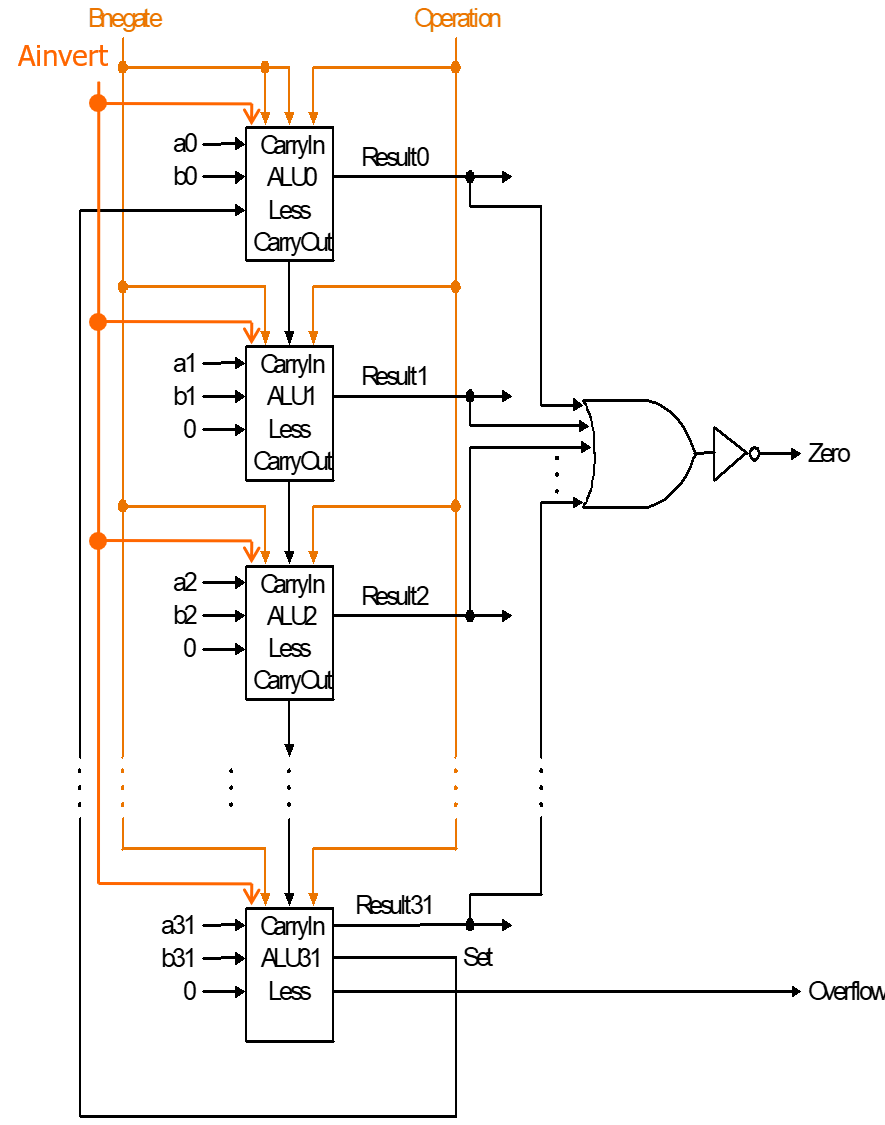 Bnegate
Operation
Ainvert
a0
CarryIn
Result0
b0
ALU0
Less
CarryOut
a1
CarryIn
Result1
b1
ALU1
0
Less
CarryOut
Zero
a2
CarryIn
Result2
b2
ALU2
0
Less
CarryOut
Result31
a31
CarryIn
b31
ALU31
Set
0
Less
Overflow